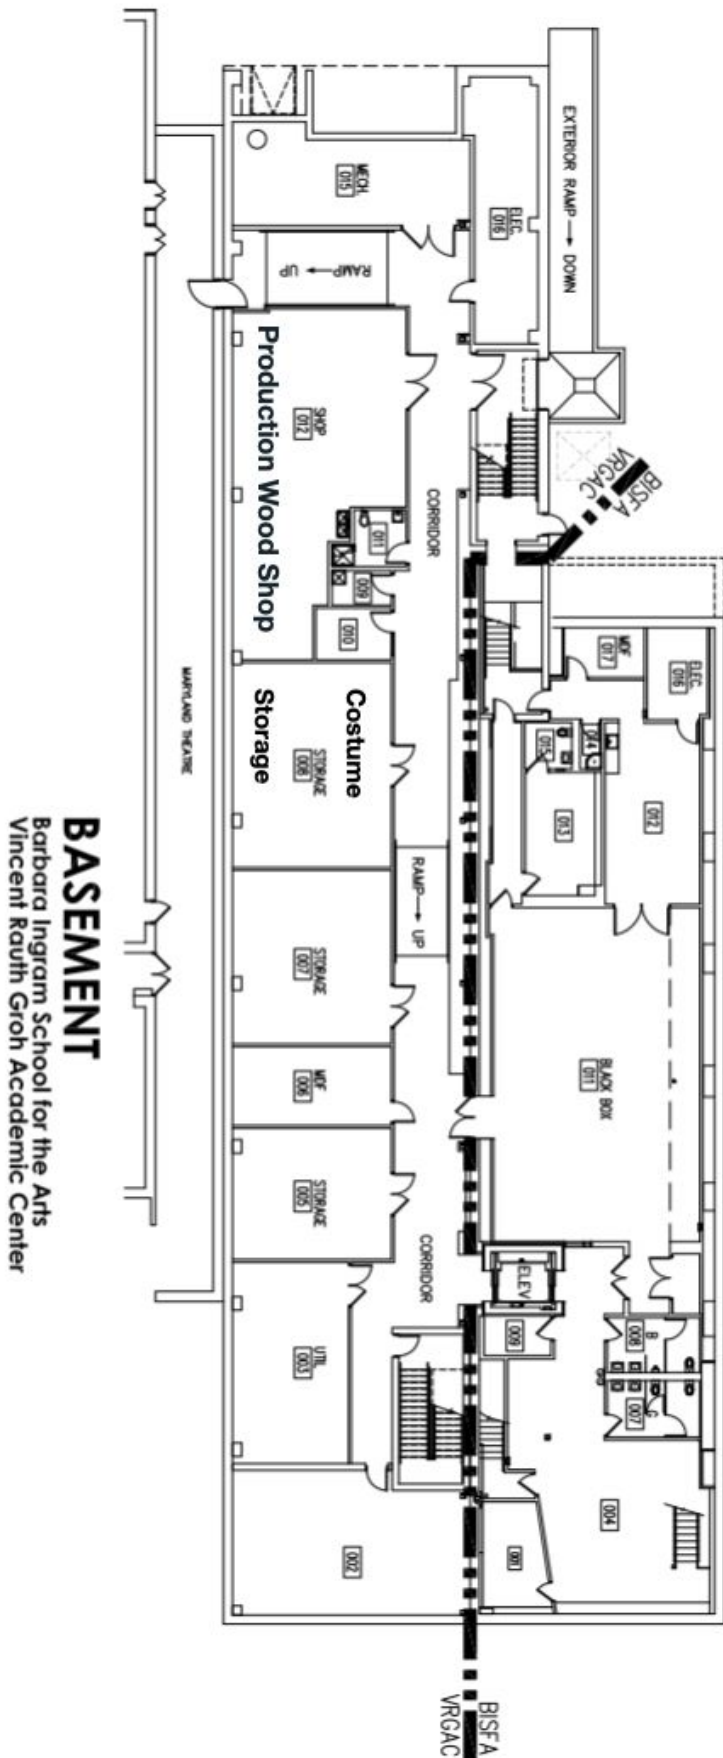 EXTERIOR RAMP → DOWN
ELEC.
016
MECH.
015
RAMP → UP
BISFA
VRGAC
SHOP
012
Production Wood Shop
CORRIDOR
011
009
010
MDF
017
ELEC.
016
014
015
013
012
Costume
Storage
STORAGE
008
MARYLAND THEATRE
RAMP → UP
STORAGE
007
BLACK BOX
011
MDF
006
STORAGE
005
CORRIDOR
ELEV
009
B
008
G
007
UTIL
003
004
002
001
BISFA
VRGAC
BASEMENT
Barbara Ingram School for the Arts
Vincent Rauth Groh Academic Center